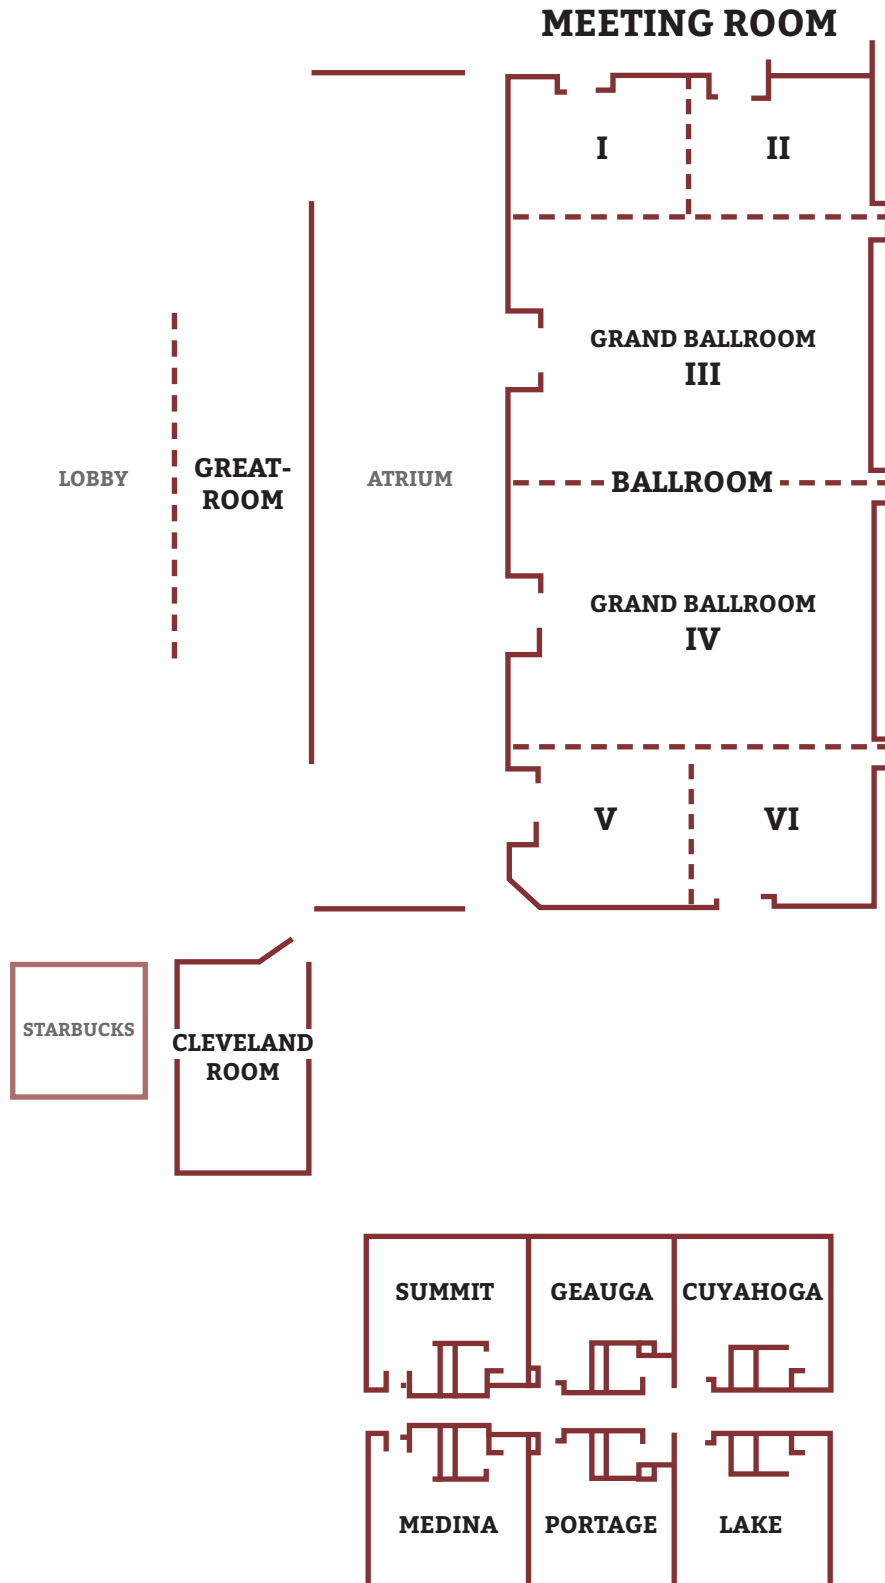 MEETING ROOM
I
II
GRAND BALLROOM
III
LOBBY
GREAT-
ROOM
ATRIUM
BALLROOM
GRAND BALLROOM
IV
V
VI
STARBUCKS
CLEVELAND
ROOM
SUMMIT
GEAUGA
CUYAHOGA
MEDINA
PORTAGE
LAKE